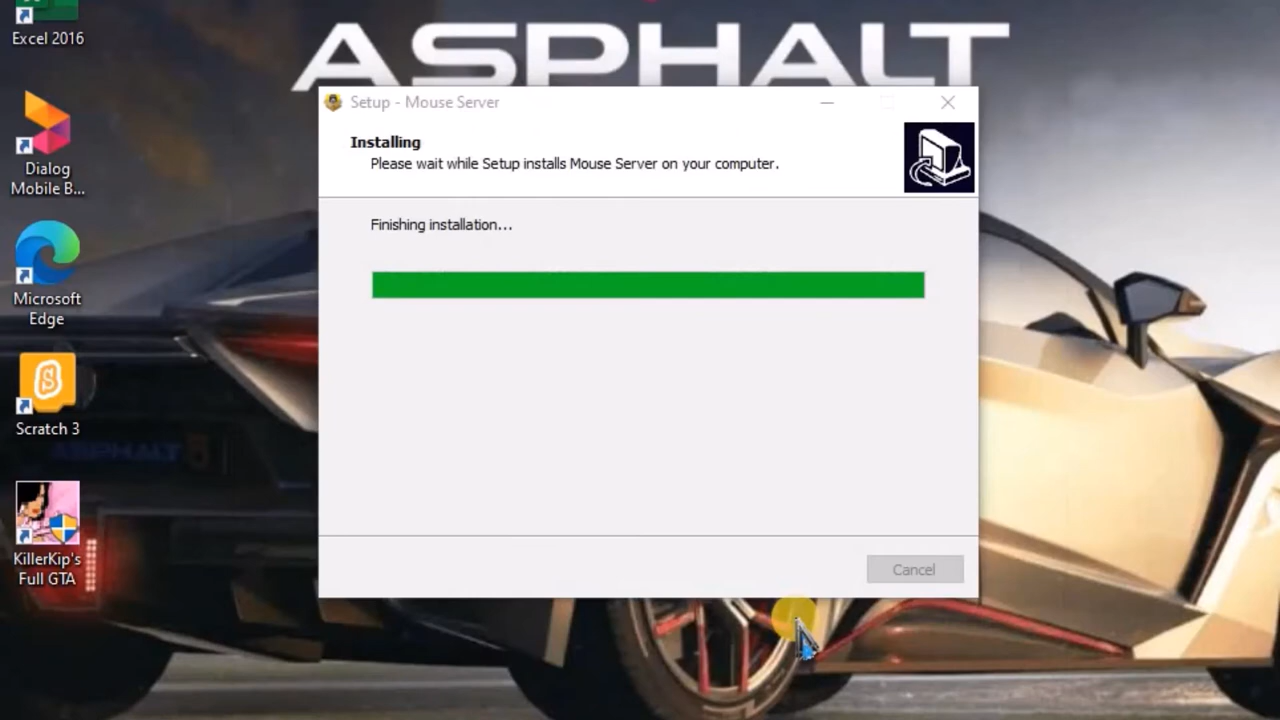 ASPHALT
Excel 2016
Dialog
Mobile B...
Microsoft
Edge
Scratch 3
KillerKip's
Full GTA
Setup - Mouse Server
Installing
Please wait while Setup installs Mouse Server on your computer.
Finishing installation...
Cancel
ASPHALT